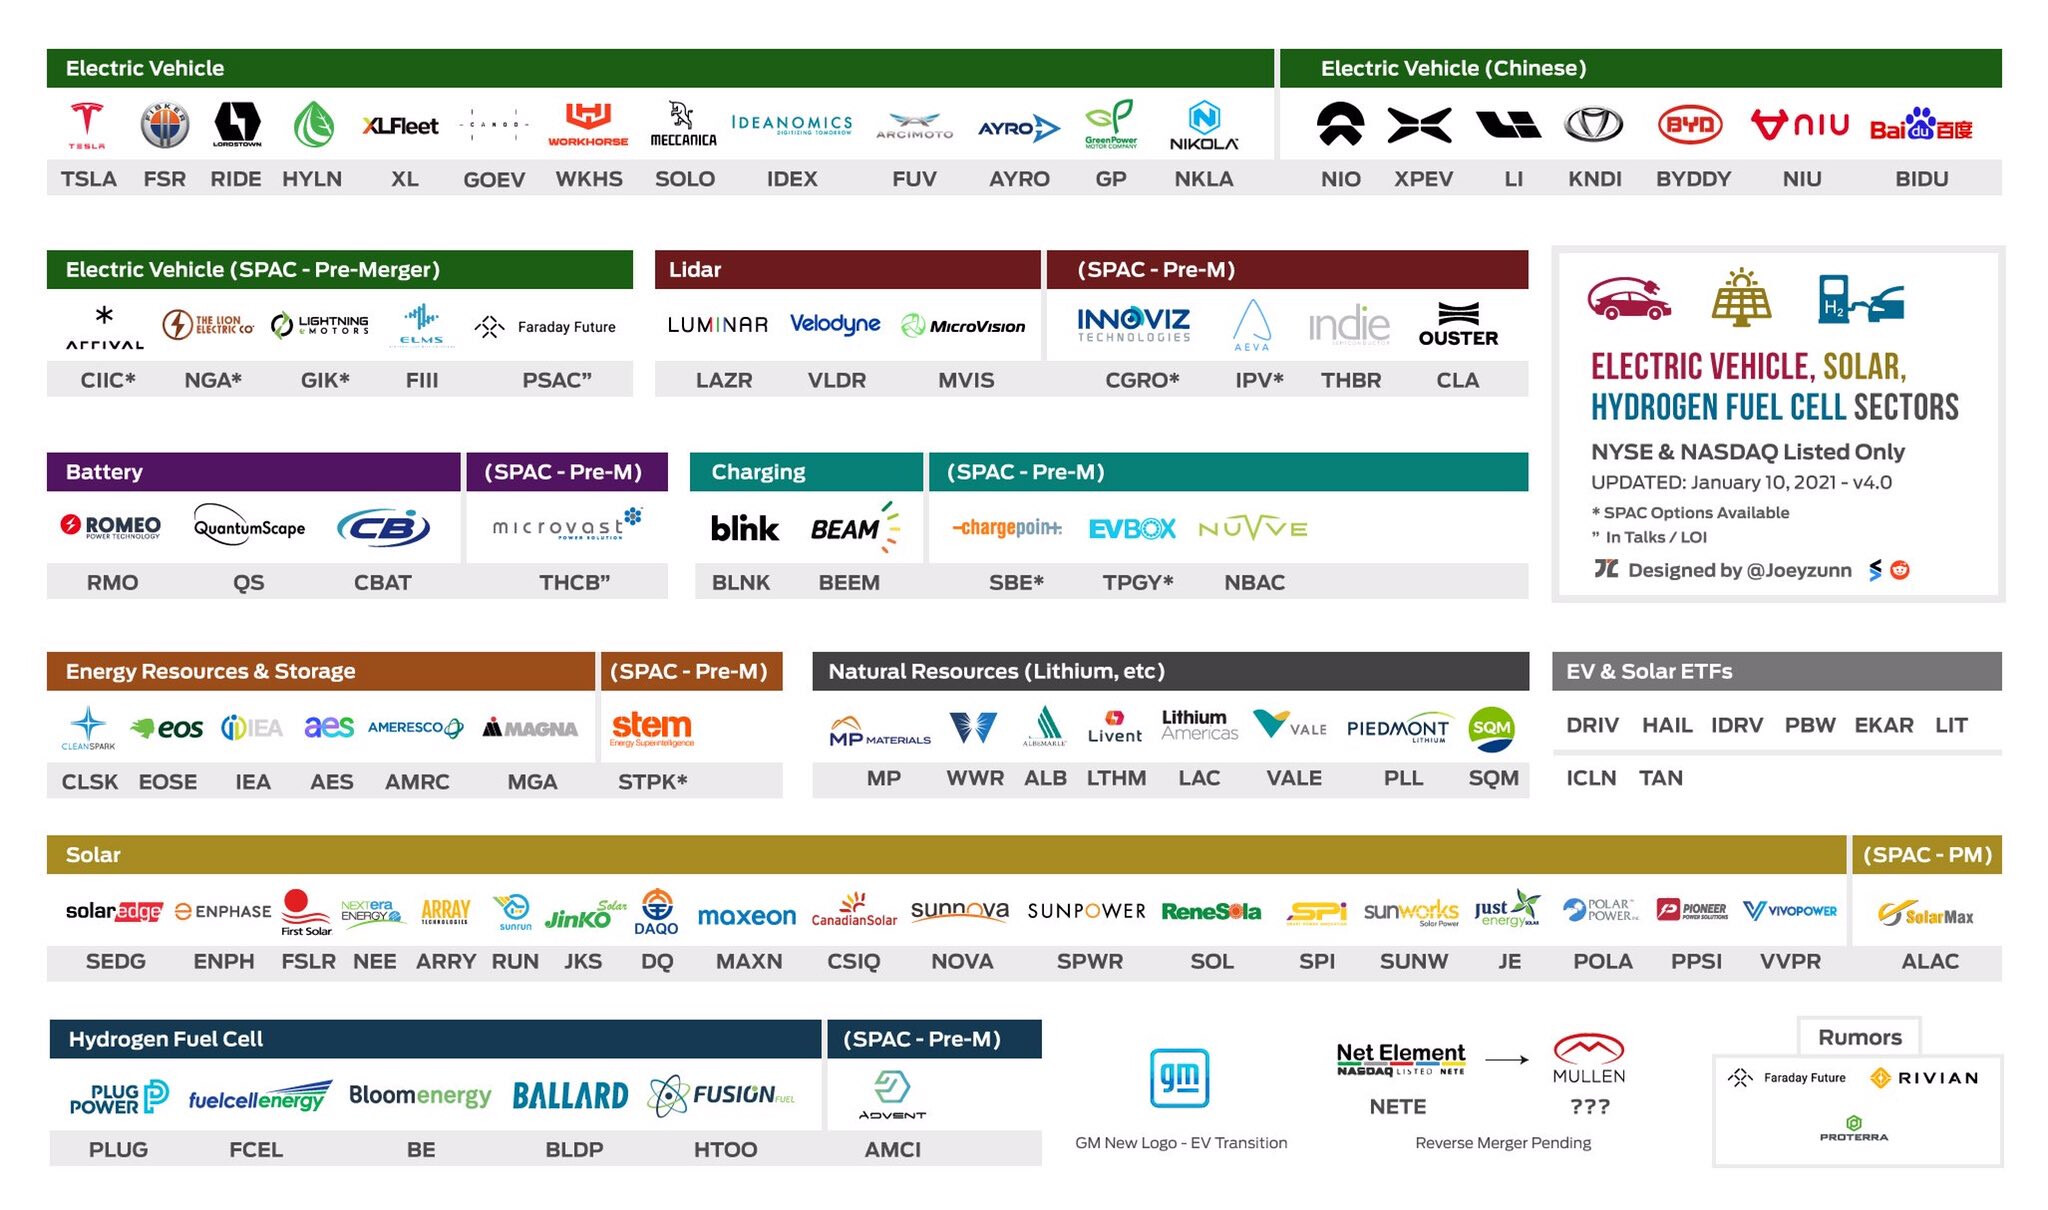 Electric Vehicle
Electric Vehicle (Chinese)
TESLA FISKER LORDSTOWN XLFleet CANOO WORKHORSE MECCANICA IDEANOMICS DIGITIZING TOMORROW ARCIMOTO AYRO GreenPower MOTOR COMPANY NIKOLA
BYD NIU Baidu百度
TSLA FSR RIDE HYLN XL GOEV WKHS SOLO IDEX FUV AYRO GP NKLA
NIO XPEV LI KNDI BYDDY NIU BIDU
Electric Vehicle (SPAC - Pre-Merger)
ARRIVAL THE LION ELECTRIC CO LIGHTNING eMOTORS ELMS Faraday Future
CIIC* NGA* GIK* FIII PSAC”
Lidar
(SPAC - Pre-M)
LUMINAR Velodyne MICROVISION
INNOVIZ TECHNOLOGIES AEVA indie SEMICONDUCTOR OUSTER
LAZR VLDR MVIS
CGRO* IPV* THBR CLA
ELECTRIC VEHICLE, SOLAR,
HYDROGEN FUEL CELL SECTORS
NYSE & NASDAQ Listed Only
UPDATED: January 10, 2021 - v4.0
* SPAC Options Available
” In Talks / LOI
Designed by @Joeyzunn
H2
Battery
(SPAC - Pre-M)
ROMEO POWER TECHNOLOGY QuantumScape CBI
microvast POWER SOLUTION
RMO QS CBAT
THCB”
Charging
(SPAC - Pre-M)
blink BEAM
-chargepoin+. EVBOX NUVVE
BLNK BEEM
SBE* TPGY* NBAC
Energy Resources & Storage
(SPAC - Pre-M)
CLEANSPARK eos IEA aes AMERESCO MAGNA
stem Energy Superintelligence
CLSK EOSE IEA AES AMRC MGA
STPK*
Natural Resources (Lithium, etc)
MP MATERIALS ALBEMARLE Livent Lithium Americas VALE PIEDMONT LITHIUM SQM
MP WWR ALB LTHM LAC VALE PLL SQM
EV & Solar ETFs
DRIV HAIL IDRV PBW EKAR LIT
ICLN TAN
Solar
(SPAC - PM)
solaredge ENPHASE First Solar. NEXTera ENERGY ARRAY TECHNOLOGIES sunrun JinKO Solar DAQO maxeon CanadianSolar sunnova SUNPOWER ReneSola SPI sunworks Solar Power just energy SOLAR POLAR POWER INC PIONEER POWER SOLUTIONS VIVOPOWER
SolarMax
SEDG ENPH FSLR NEE ARRY RUN JKS DQ MAXN CSIQ NOVA SPWR SOL SPI SUNW JE POLA PPSI VVPR
ALAC
Hydrogen Fuel Cell
(SPAC - Pre-M)
PLUG POWER fuelcellenergy Bloomenergy BALLARD FUSION FUEL
ADVENT
PLUG FCEL BE BLDP HTOO
AMCI
gm
GM New Logo - EV Transition
Net Element
NASDAQ LISTED NETE
MULLEN
NETE ???
Reverse Merger Pending
Rumors
Faraday Future RIVIAN
PROTERRA